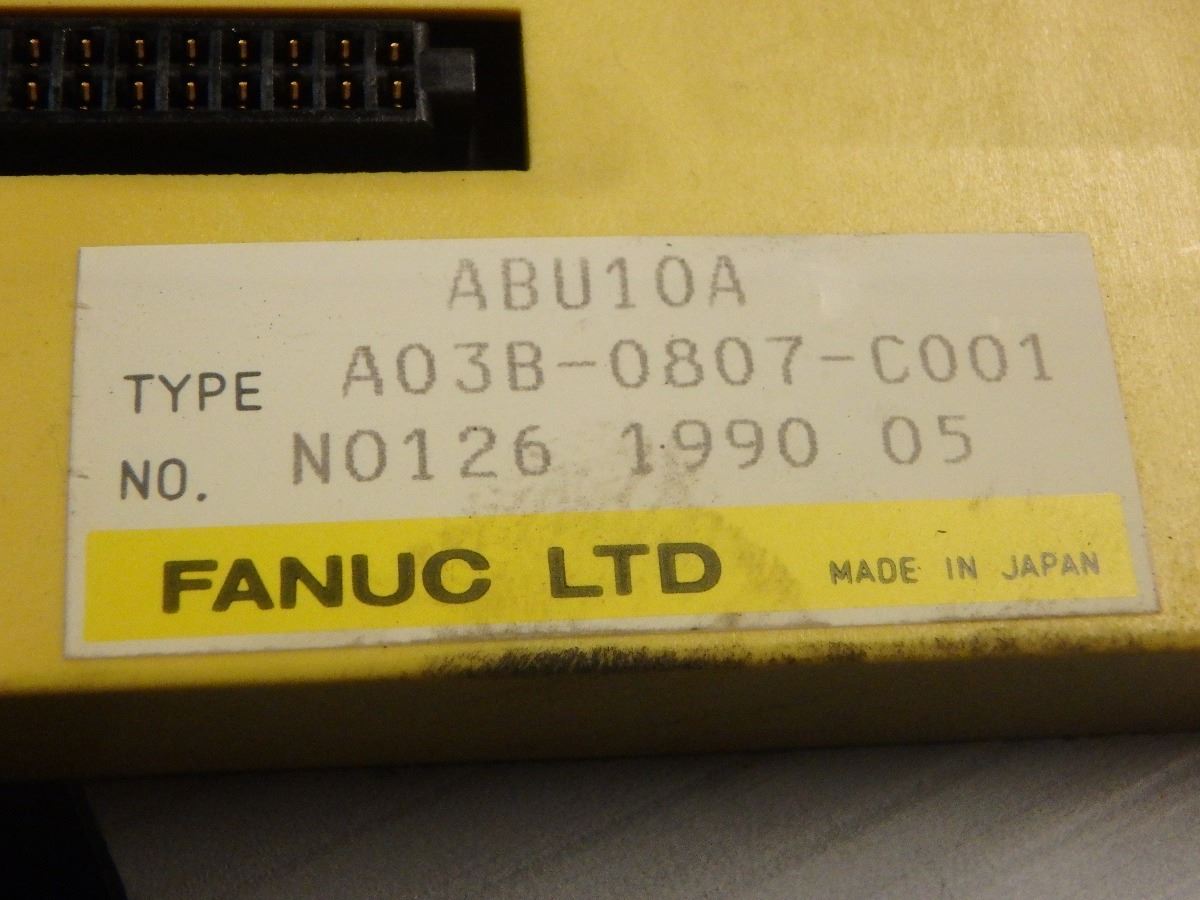 ABU10A
TYPE A03B-0807-C001
NO. N0126 1990 05
FANUC LTD MADE IN JAPAN